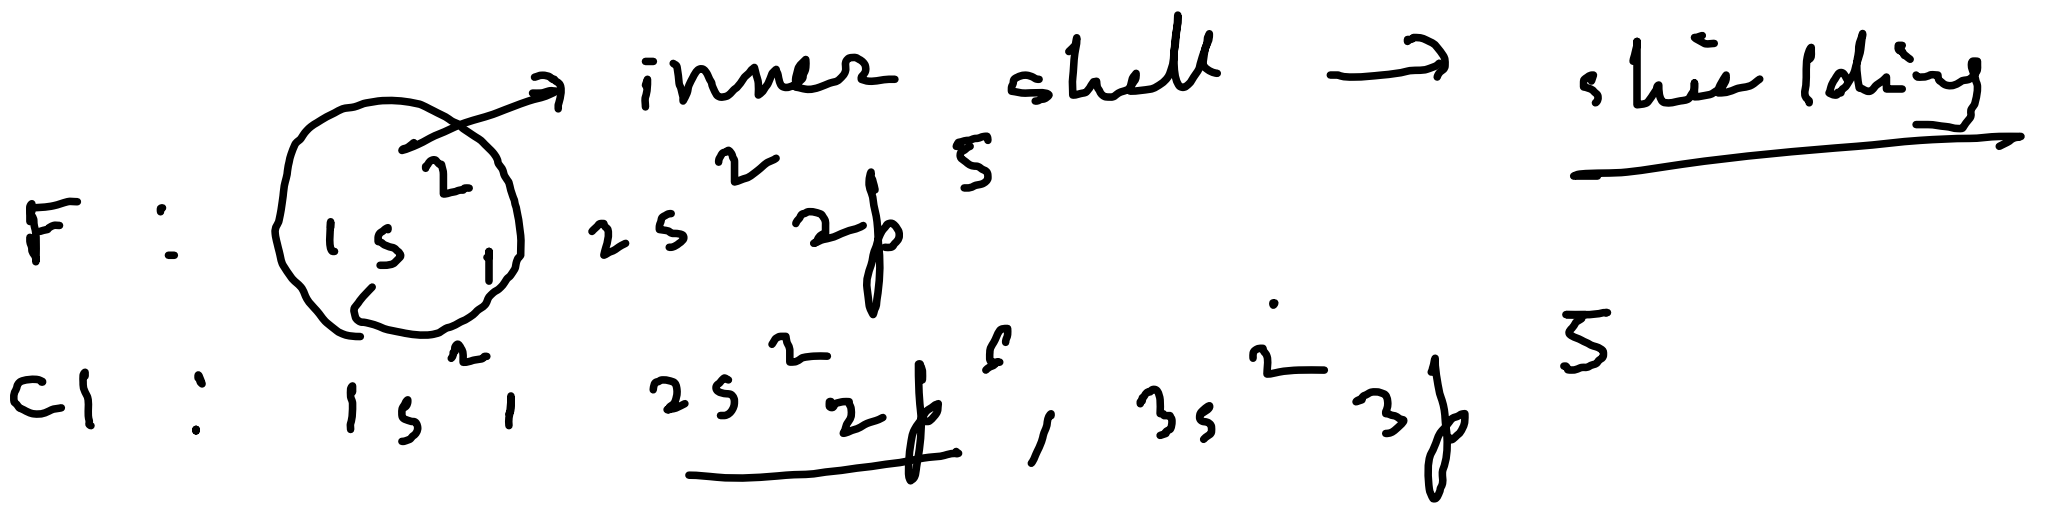 inner shell → shielding
F : 1s², 2s² 2p⁵
Cl : 1s², 2s² 2p⁶, 3s² 3p⁵